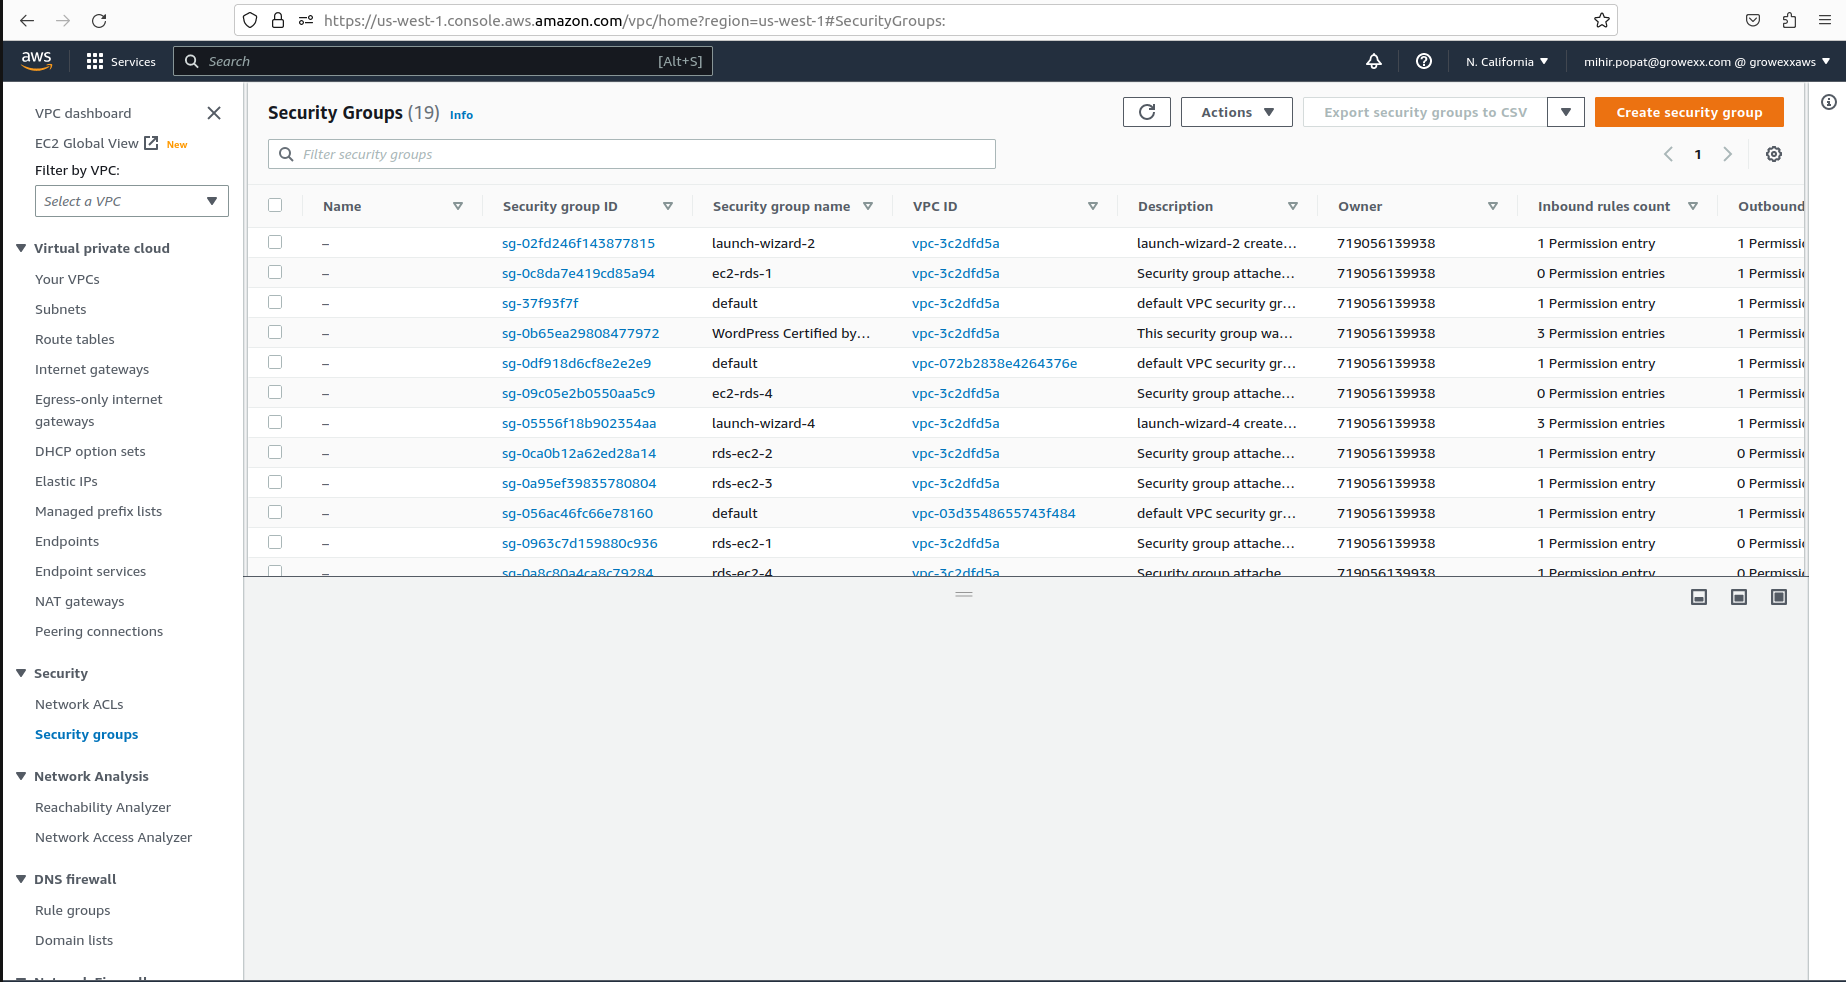 https://us-west-1.console.aws.amazon.com/vpc/home?region=us-west-1#SecurityGroups:
aws Services Search [Alt+S] N. California mihir.popat@growexx.com @ growexxaws
VPC dashboard
EC2 Global View New
Filter by VPC:
Select a VPC
Virtual private cloud
Your VPCs
Subnets
Route tables
Internet gateways
Egress-only internet
gateways
DHCP option sets
Elastic IPs
Managed prefix lists
Endpoints
Endpoint services
NAT gateways
Peering connections
Security
Network ACLs
Security groups
Network Analysis
Reachability Analyzer
Network Access Analyzer
DNS firewall
Rule groups
Domain lists
Security Groups (19) Info Actions Export security groups to CSV Create security group
Filter security groups 1
Name Security group ID Security group name VPC ID Description Owner Inbound rules count Outbound
– sg-02fd246f143877815 launch-wizard-2 vpc-3c2dfd5a launch-wizard-2 create... 719056139938 1 Permission entry 1 Permissi
– sg-0c8da7e419cd85a94 ec2-rds-1 vpc-3c2dfd5a Security group attache... 719056139938 0 Permission entries 1 Permissi
– sg-37f93f7f default vpc-3c2dfd5a default VPC security gr... 719056139938 1 Permission entry 1 Permissi
– sg-0b65ea29808477972 WordPress Certified by... vpc-3c2dfd5a This security group wa... 719056139938 3 Permission entries 1 Permissi
– sg-0df918d6cf8e2e2e9 default vpc-072b2838e4264376e default VPC security gr... 719056139938 1 Permission entry 1 Permissi
– sg-09c05e2b0550aa5c9 ec2-rds-4 vpc-3c2dfd5a Security group attache... 719056139938 0 Permission entries 1 Permissi
– sg-05556f18b902354aa launch-wizard-4 vpc-3c2dfd5a launch-wizard-4 create... 719056139938 3 Permission entries 1 Permissi
– sg-0ca0b12a62ed28a14 rds-ec2-2 vpc-3c2dfd5a Security group attache... 719056139938 1 Permission entry 0 Permissi
– sg-0a95ef39835780804 rds-ec2-3 vpc-3c2dfd5a Security group attache... 719056139938 1 Permission entry 0 Permissi
– sg-056ac46fc66e78160 default vpc-03d3548655743f484 default VPC security gr... 719056139938 1 Permission entry 1 Permissi
– sg-0963c7d159880c936 rds-ec2-1 vpc-3c2dfd5a Security group attache... 719056139938 1 Permission entry 0 Permissi
– sg-0a8c80a4ca8c79284 rds-ec2-4 vpc-3c2dfd5a Security group attache 719056139938 1 Permission entry 0 Permissi